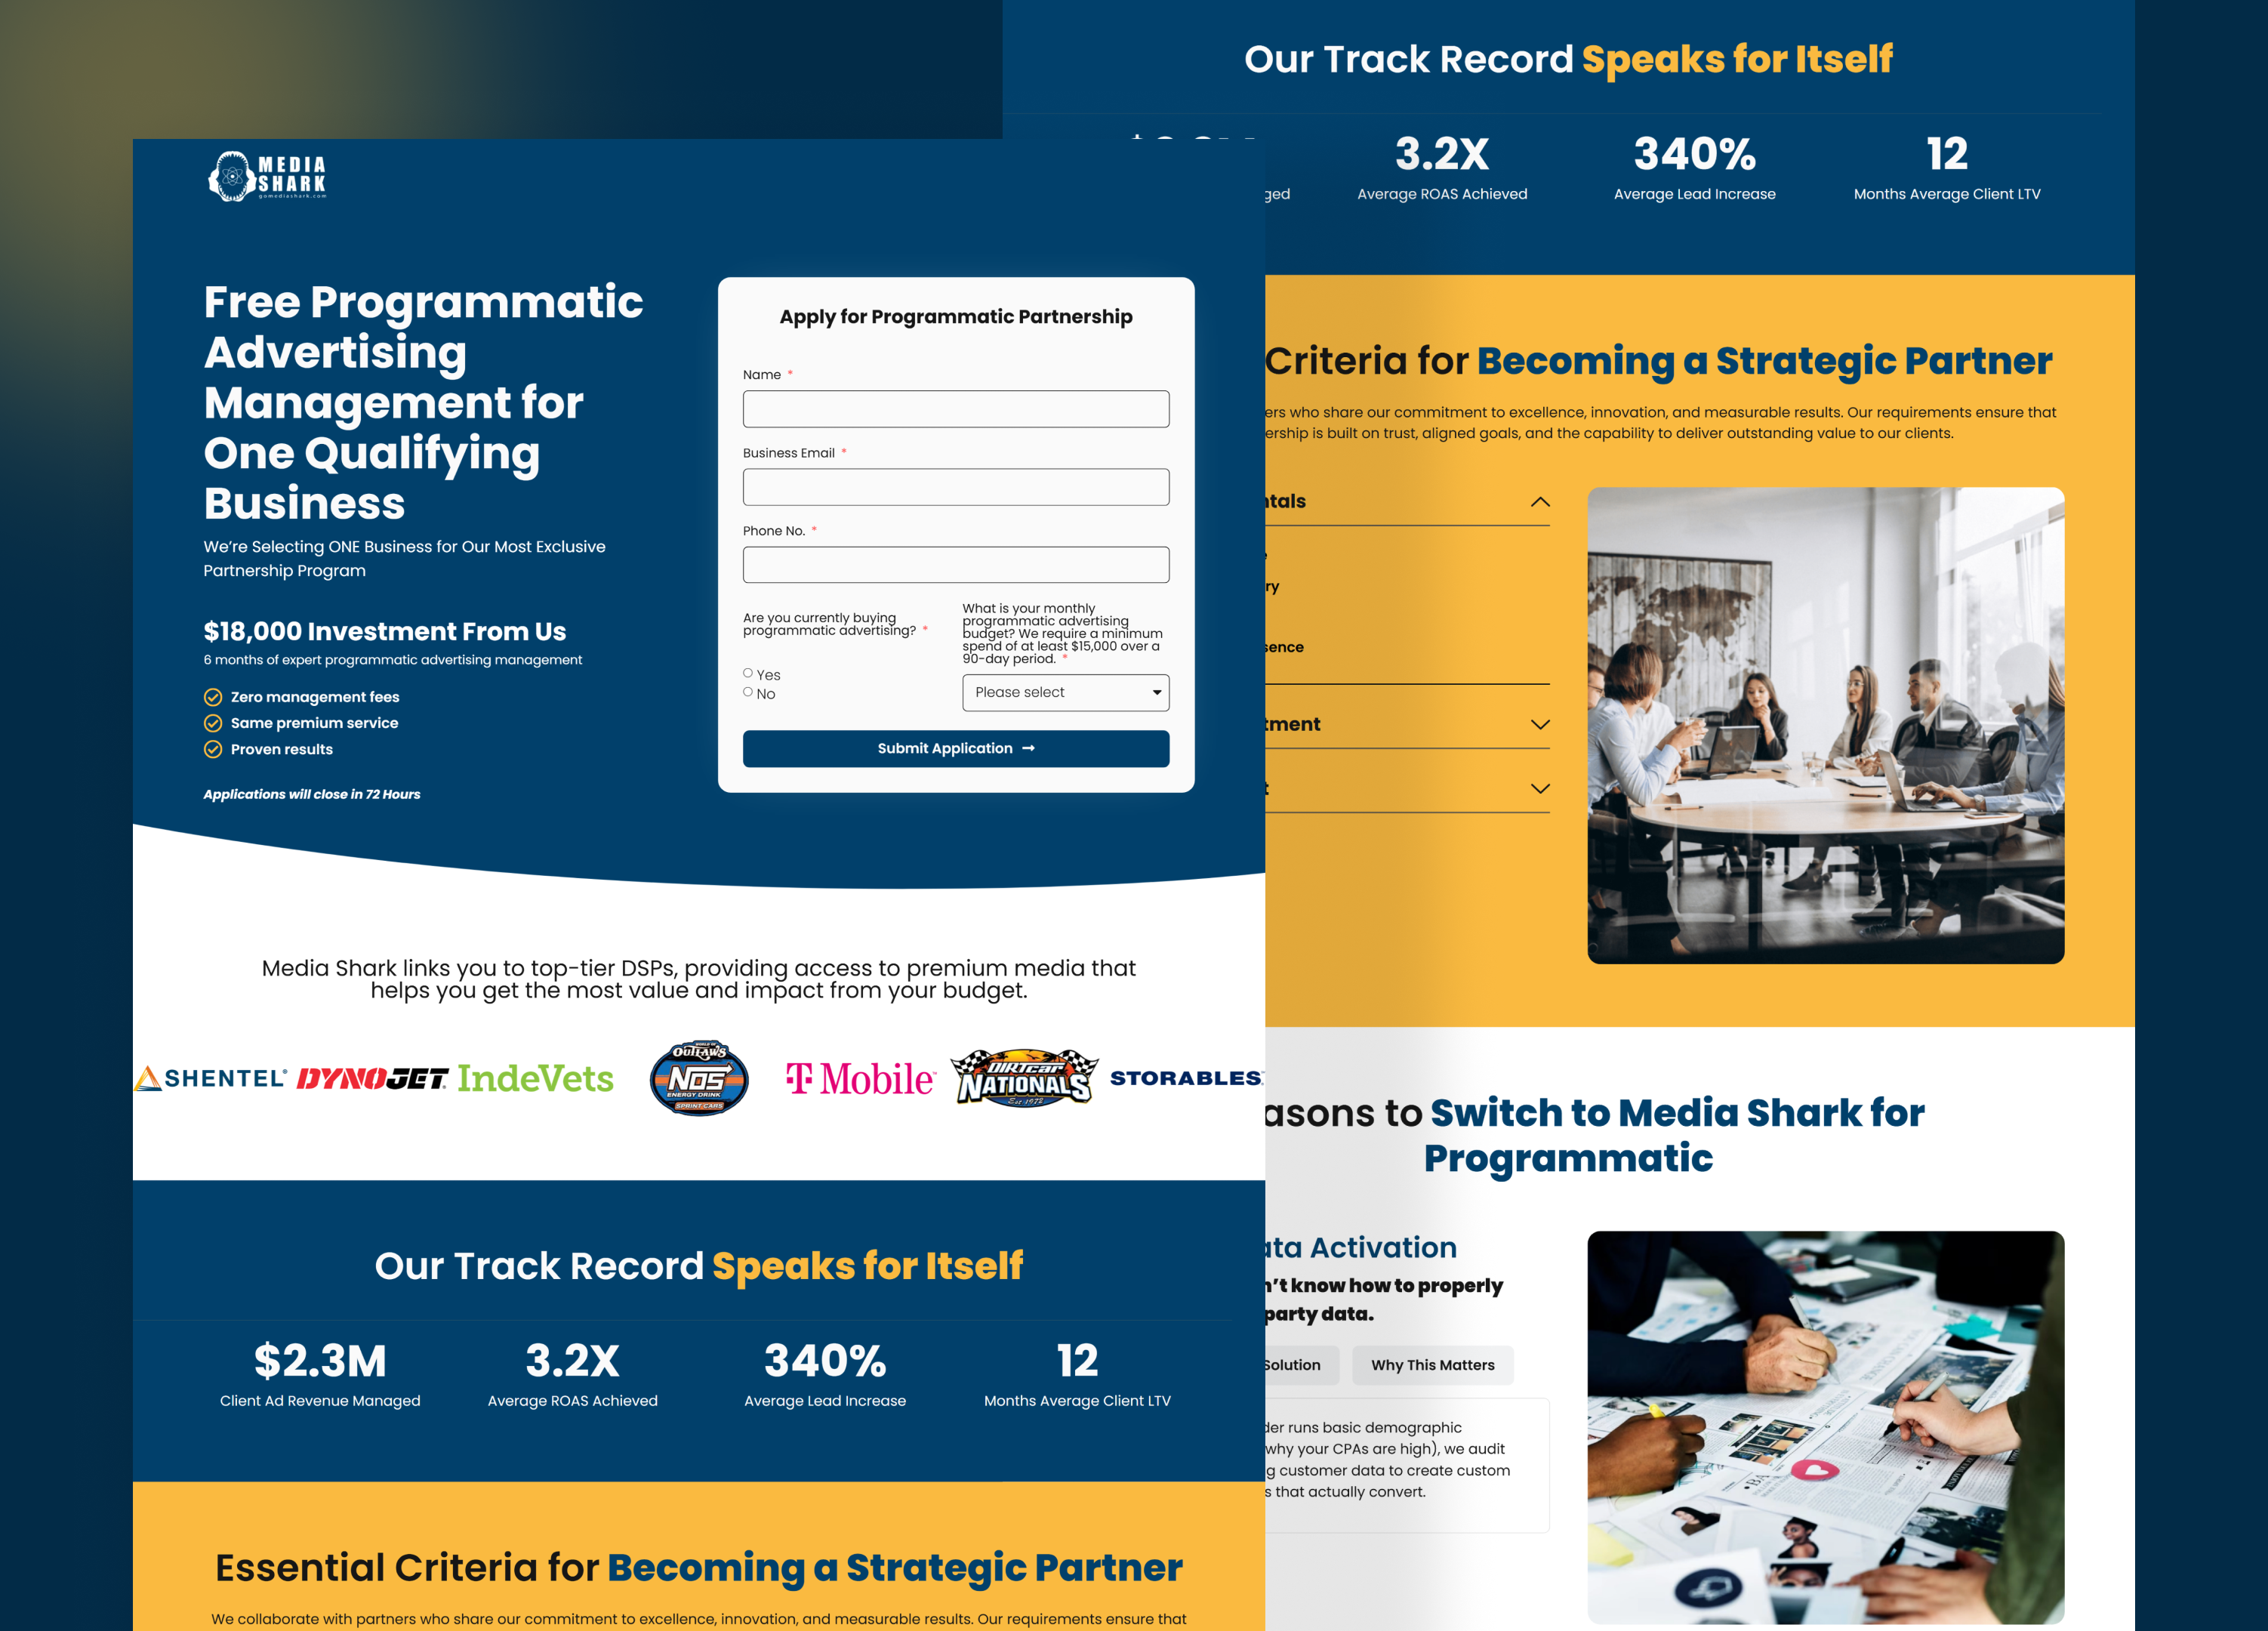 MEDIA
SHARK
gomediashark.com
Free Programmatic
Advertising
Management for
One Qualifying
Business
We're Selecting ONE Business for Our Most Exclusive
Partnership Program
$18,000 Investment From Us
6 months of expert programmatic advertising management
Zero management fees
Same premium service
Proven results
Applications will close in 72 Hours
Apply for Programmatic Partnership
Name *
Business Email *
Phone No. *
Are you currently buying
programmatic advertising? *
Yes
No
What is your monthly
programmatic advertising
budget? We require a minimum
spend of at least $15,000 over a
90-day period. *
Please select
Submit Application →
Media Shark links you to top-tier DSPs, providing access to premium media that
helps you get the most value and impact from your budget.
SHENTEL®
DYNOJET.
IndeVets
WORLD OF
OUTLAWS
NOS
ENERGY DRINK
SPRINT CARS
T Mobile
DIRTcar
NATIONALS
Est 1972
STORABLES
Our Track Record Speaks for Itself
$2.3M
Client Ad Revenue Managed
3.2X
Average ROAS Achieved
340%
Average Lead Increase
12
Months Average Client LTV
Essential Criteria for Becoming a Strategic Partner
We collaborate with partners who share our commitment to excellence, innovation, and measurable results. Our requirements ensure that
Our Track Record Speaks for Itself
ged
3.2X
Average ROAS Achieved
340%
Average Lead Increase
12
Months Average Client LTV
Criteria for Becoming a Strategic Partner
ers who share our commitment to excellence, innovation, and measurable results. Our requirements ensure that
ership is built on trust, aligned goals, and the capability to deliver outstanding value to our clients.
ntals
ry
sence
tment
t
asons to Switch to Media Shark for
Programmatic
ata Activation
n't know how to properly
party data.
Solution
Why This Matters
der runs basic demographic
why your CPAs are high), we audit
g customer data to create custom
s that actually convert.